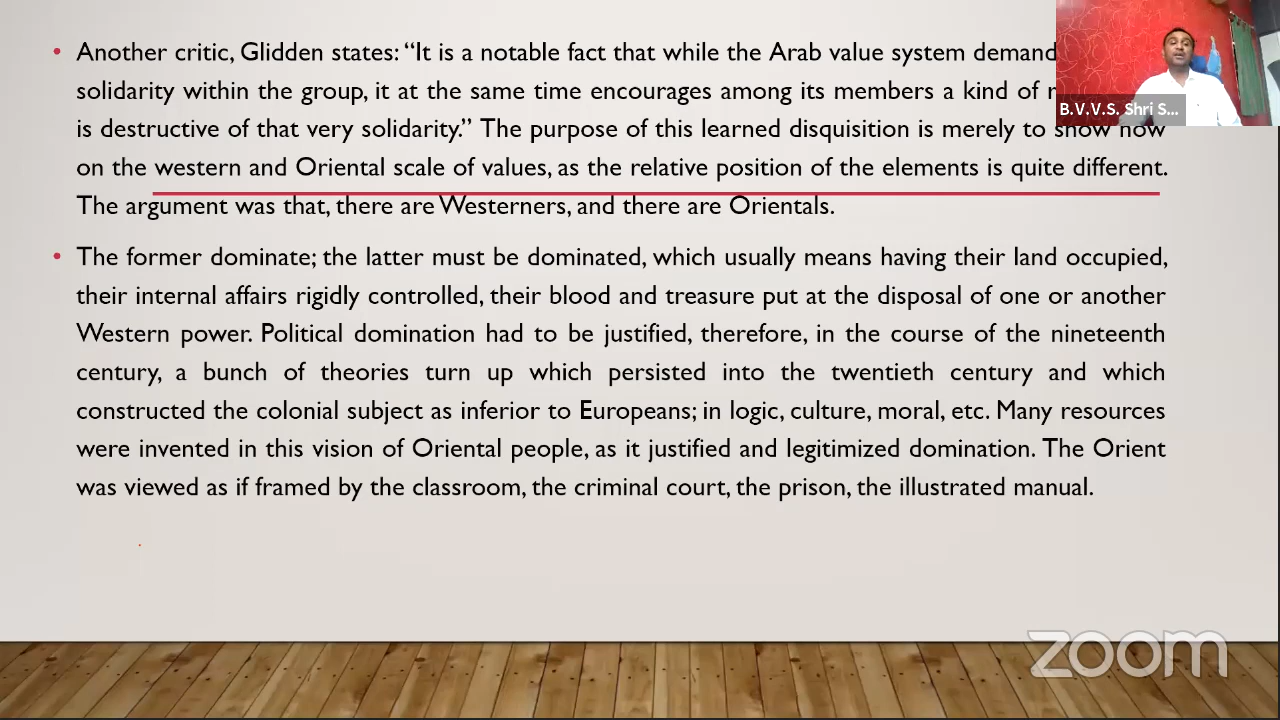 • Another critic, Glidden states: “It is a notable fact that while the Arab value system demand
solidarity within the group, it at the same time encourages among its members a kind of
is destructive of that very solidarity.” The purpose of this learned disquisition is merely to show how
on the western and Oriental scale of values, as the relative position of the elements is quite different.
The argument was that, there are Westerners, and there are Orientals.
• The former dominate; the latter must be dominated, which usually means having their land occupied,
their internal affairs rigidly controlled, their blood and treasure put at the disposal of one or another
Western power. Political domination had to be justified, therefore, in the course of the nineteenth
century, a bunch of theories turn up which persisted into the twentieth century and which
constructed the colonial subject as inferior to Europeans; in logic, culture, moral, etc. Many resources
were invented in this vision of Oriental people, as it justified and legitimized domination. The Orient
was viewed as if framed by the classroom, the criminal court, the prison, the illustrated manual.
B.V.V.S. Shri S...
zoom